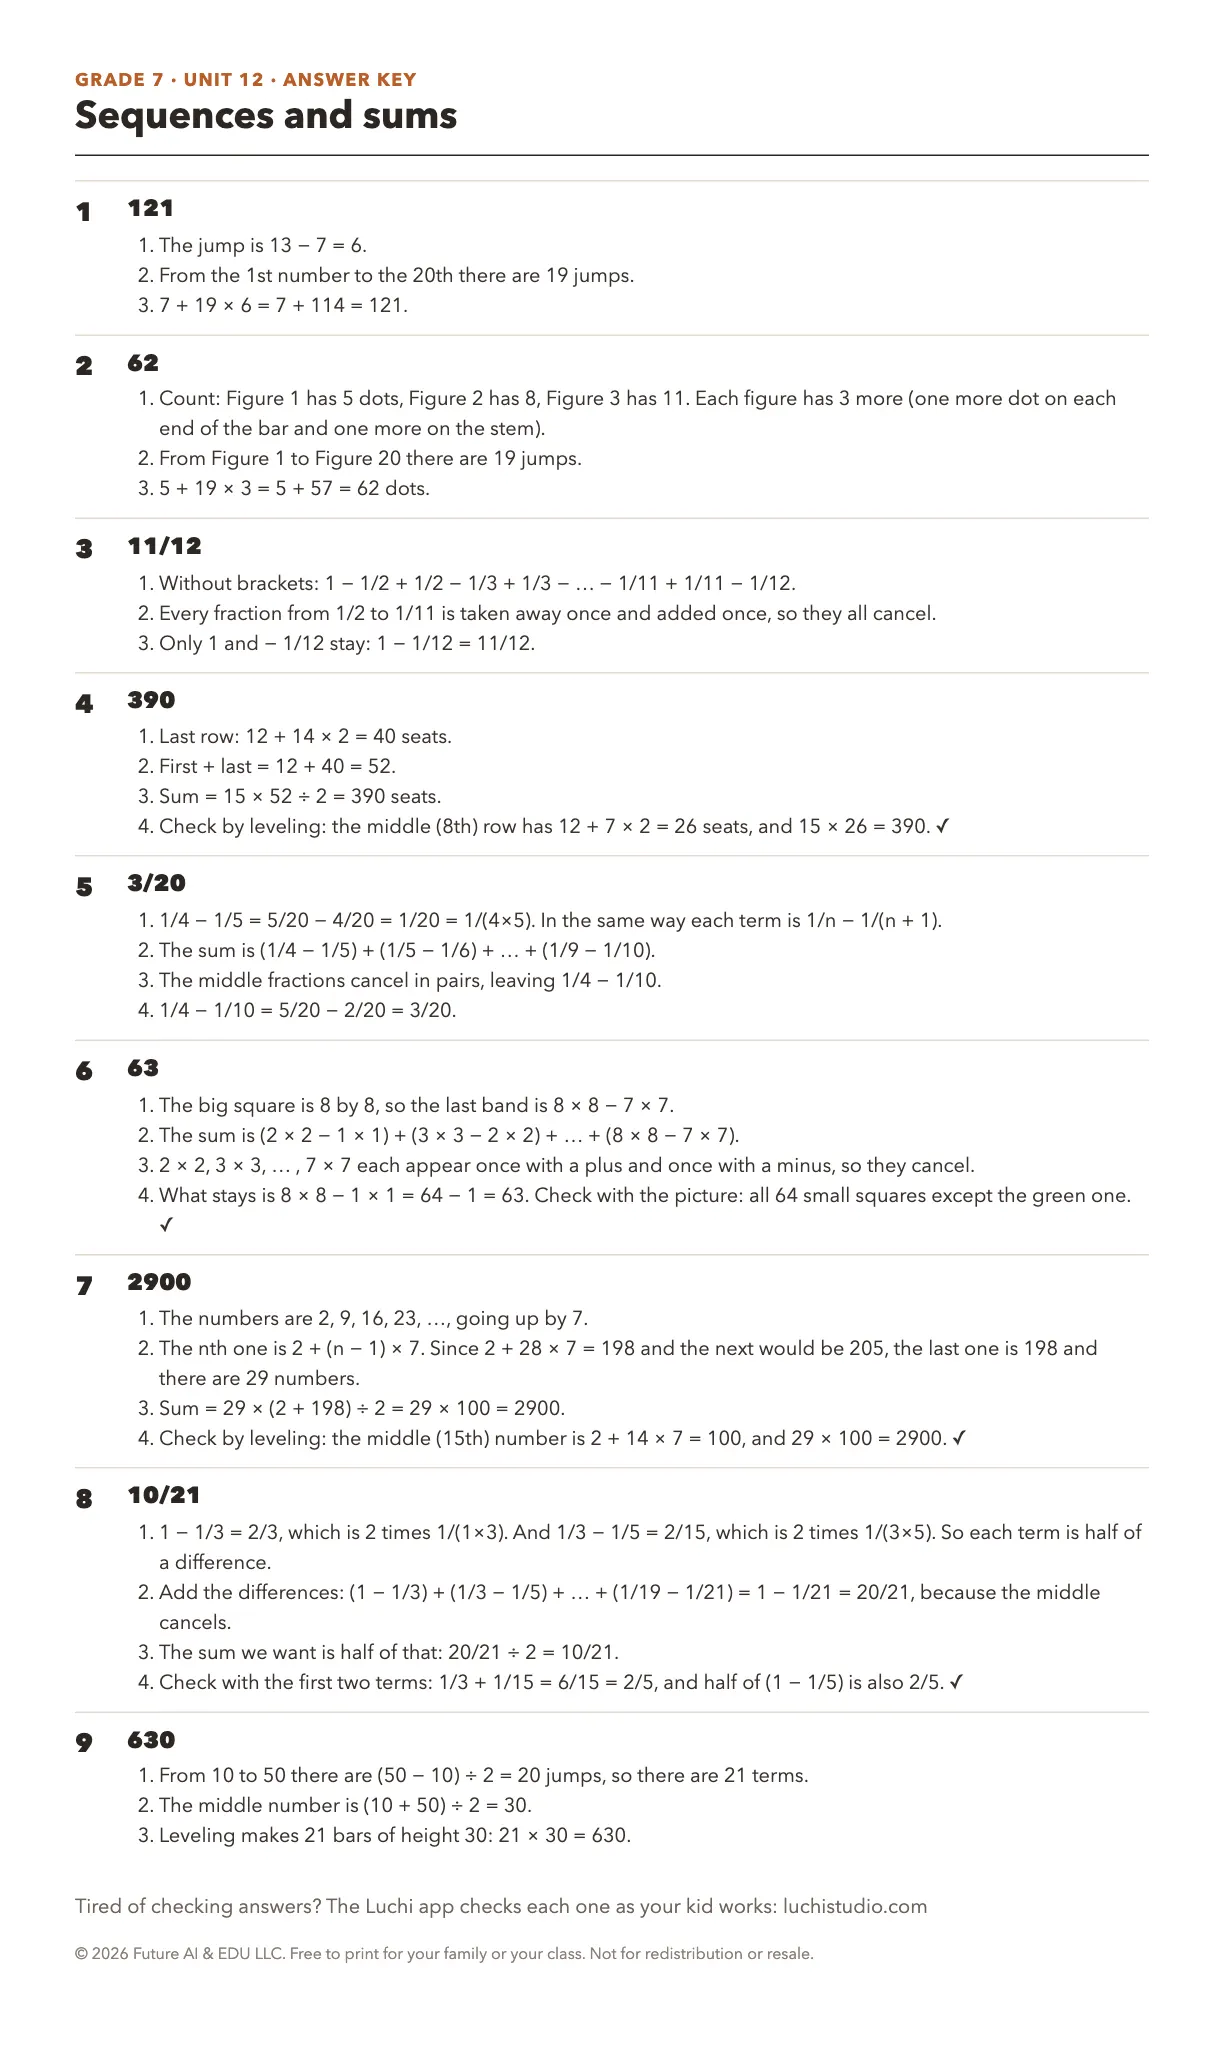 GRADE 7 · UNIT 12 · ANSWER KEY
Sequences and sums
1 121
1. The jump is 13 − 7 = 6.
2. From the 1st number to the 20th there are 19 jumps.
3. 7 + 19 × 6 = 7 + 114 = 121.
2 62
1. Count: Figure 1 has 5 dots, Figure 2 has 8, Figure 3 has 11. Each figure has 3 more (one more dot on each
end of the bar and one more on the stem).
2. From Figure 1 to Figure 20 there are 19 jumps.
3. 5 + 19 × 3 = 5 + 57 = 62 dots.
3 11/12
1. Without brackets: 1 − 1/2 + 1/2 − 1/3 + 1/3 − … − 1/11 + 1/11 − 1/12.
2. Every fraction from 1/2 to 1/11 is taken away once and added once, so they all cancel.
3. Only 1 and − 1/12 stay: 1 − 1/12 = 11/12.
4 390
1. Last row: 12 + 14 × 2 = 40 seats.
2. First + last = 12 + 40 = 52.
3. Sum = 15 × 52 ÷ 2 = 390 seats.
4. Check by leveling: the middle (8th) row has 12 + 7 × 2 = 26 seats, and 15 × 26 = 390. ✓
5 3/20
1. 1/4 − 1/5 = 5/20 − 4/20 = 1/20 = 1/(4×5). In the same way each term is 1/n − 1/(n + 1).
2. The sum is (1/4 − 1/5) + (1/5 − 1/6) + … + (1/9 − 1/10).
3. The middle fractions cancel in pairs, leaving 1/4 − 1/10.
4. 1/4 − 1/10 = 5/20 − 2/20 = 3/20.
6 63
1. The big square is 8 by 8, so the last band is 8 × 8 − 7 × 7.
2. The sum is (2 × 2 − 1 × 1) + (3 × 3 − 2 × 2) + … + (8 × 8 − 7 × 7).
3. 2 × 2, 3 × 3, … , 7 × 7 each appear once with a plus and once with a minus, so they cancel.
4. What stays is 8 × 8 − 1 × 1 = 64 − 1 = 63. Check with the picture: all 64 small squares except the green one.
✓
7 2900
1. The numbers are 2, 9, 16, 23, …, going up by 7.
2. The nth one is 2 + (n − 1) × 7. Since 2 + 28 × 7 = 198 and the next would be 205, the last one is 198 and
there are 29 numbers.
3. Sum = 29 × (2 + 198) ÷ 2 = 29 × 100 = 2900.
4. Check by leveling: the middle (15th) number is 2 + 14 × 7 = 100, and 29 × 100 = 2900. ✓
8 10/21
1. 1 − 1/3 = 2/3, which is 2 times 1/(1×3). And 1/3 − 1/5 = 2/15, which is 2 times 1/(3×5). So each term is half of
a difference.
2. Add the differences: (1 − 1/3) + (1/3 − 1/5) + … + (1/19 − 1/21) = 1 − 1/21 = 20/21, because the middle
cancels.
3. The sum we want is half of that: 20/21 ÷ 2 = 10/21.
4. Check with the first two terms: 1/3 + 1/15 = 6/15 = 2/5, and half of (1 − 1/5) is also 2/5. ✓
9 630
1. From 10 to 50 there are (50 − 10) ÷ 2 = 20 jumps, so there are 21 terms.
2. The middle number is (10 + 50) ÷ 2 = 30.
3. Leveling makes 21 bars of height 30: 21 × 30 = 630.
Tired of checking answers? The Luchi app checks each one as your kid works: luchistudio.com
© 2026 Future AI & EDU LLC. Free to print for your family or your class. Not for redistribution or resale.